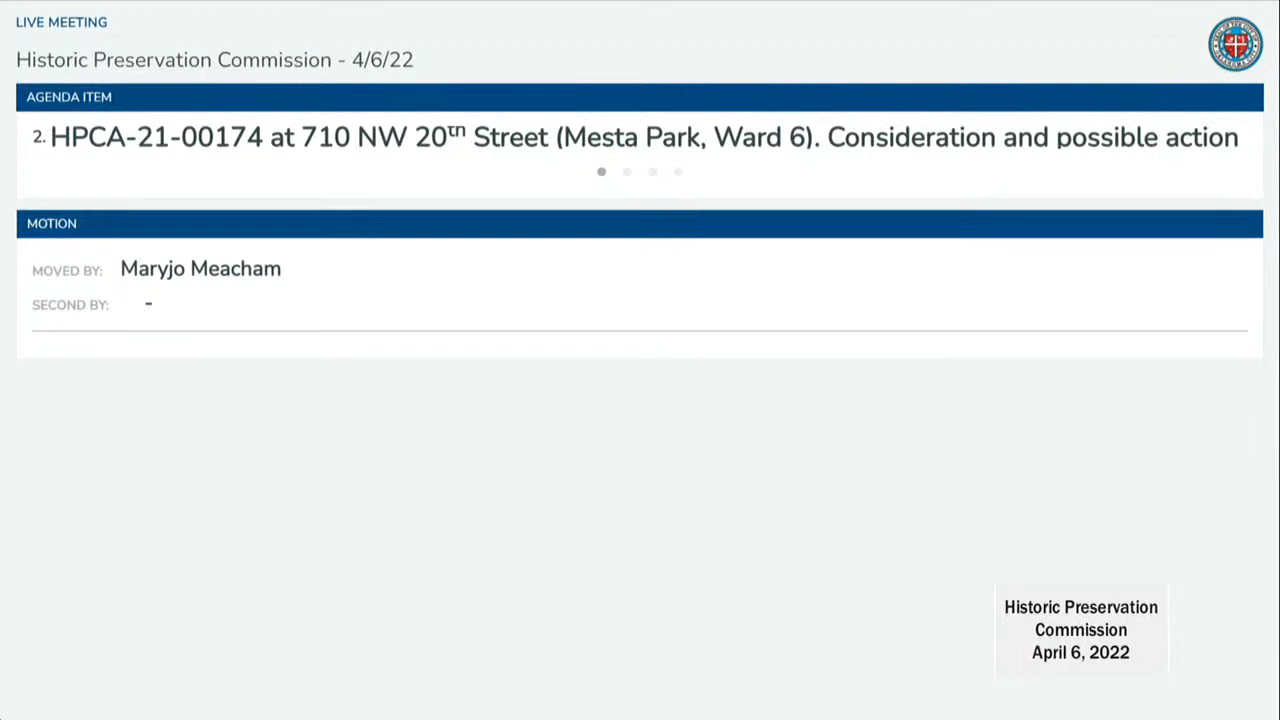 LIVE MEETING
Historic Preservation Commission - 4/6/22
AGENDA ITEM
2. HPCA-21-00174 at 710 NW 20th Street (Mesta Park, Ward 6). Consideration and possible action
MOTION
MOVED BY: Maryjo Meacham
SECOND BY: -
Historic Preservation
Commission
April 6, 2022